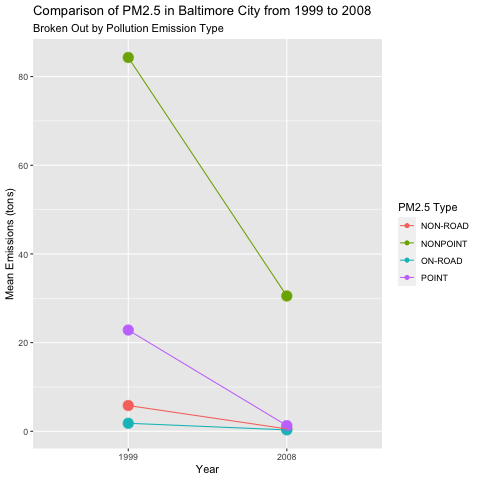 Comparison of PM2.5 in Baltimore City from 1999 to 2008
Broken Out by Pollution Emission Type
80
60
40
20
0
Mean Emissions (tons)
1999
2008
Year
PM2.5 Type
NON-ROAD
NONPOINT
ON-ROAD
POINT